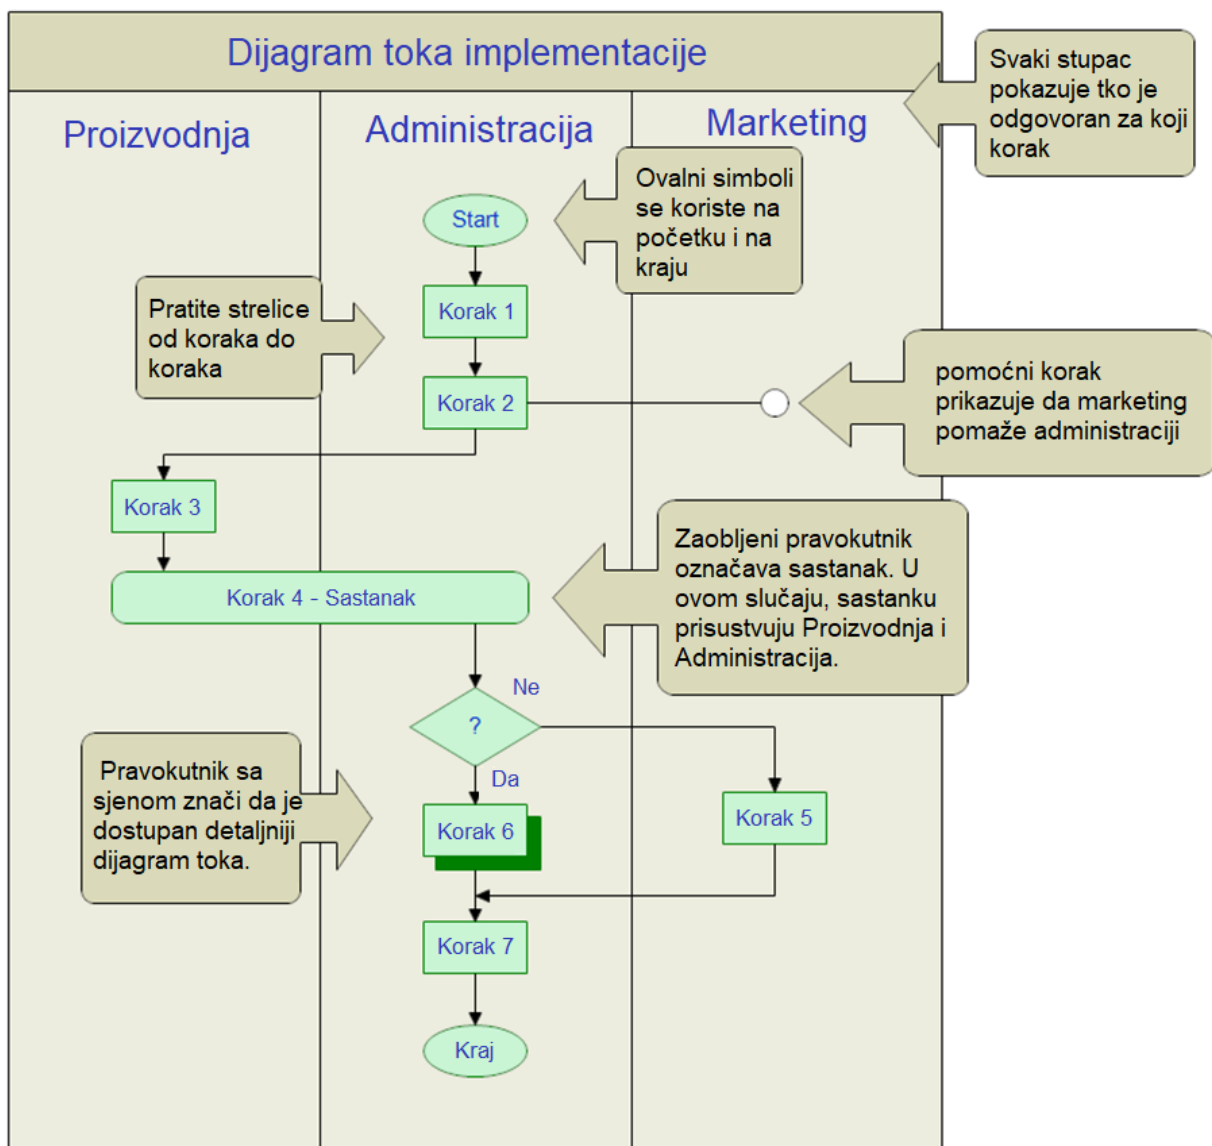 Dijagram toka implementacije
Svaki stupac
pokazuje tko je
odgovoran za koji
korak
Proizvodnja
Administracija
Marketing
Ovalni simboli
se koriste na
početku i na
kraju
Start
Pratite strelice
od koraka do
koraka
Korak 1
pomoćni korak
prikazuje da marketing
pomaže administraciji
Korak 2
Korak 3
Zaobljeni pravokutnik
označava sastanak. U
ovom slučaju, sastanku
prisustvuju Proizvodnja i
Administracija.
Korak 4 - Sastanak
Ne
?
Da
Pravokutnik sa
sjenom znači da je
dostupan detaljniji
dijagram toka.
Korak 6
Korak 5
Korak 7
Kraj